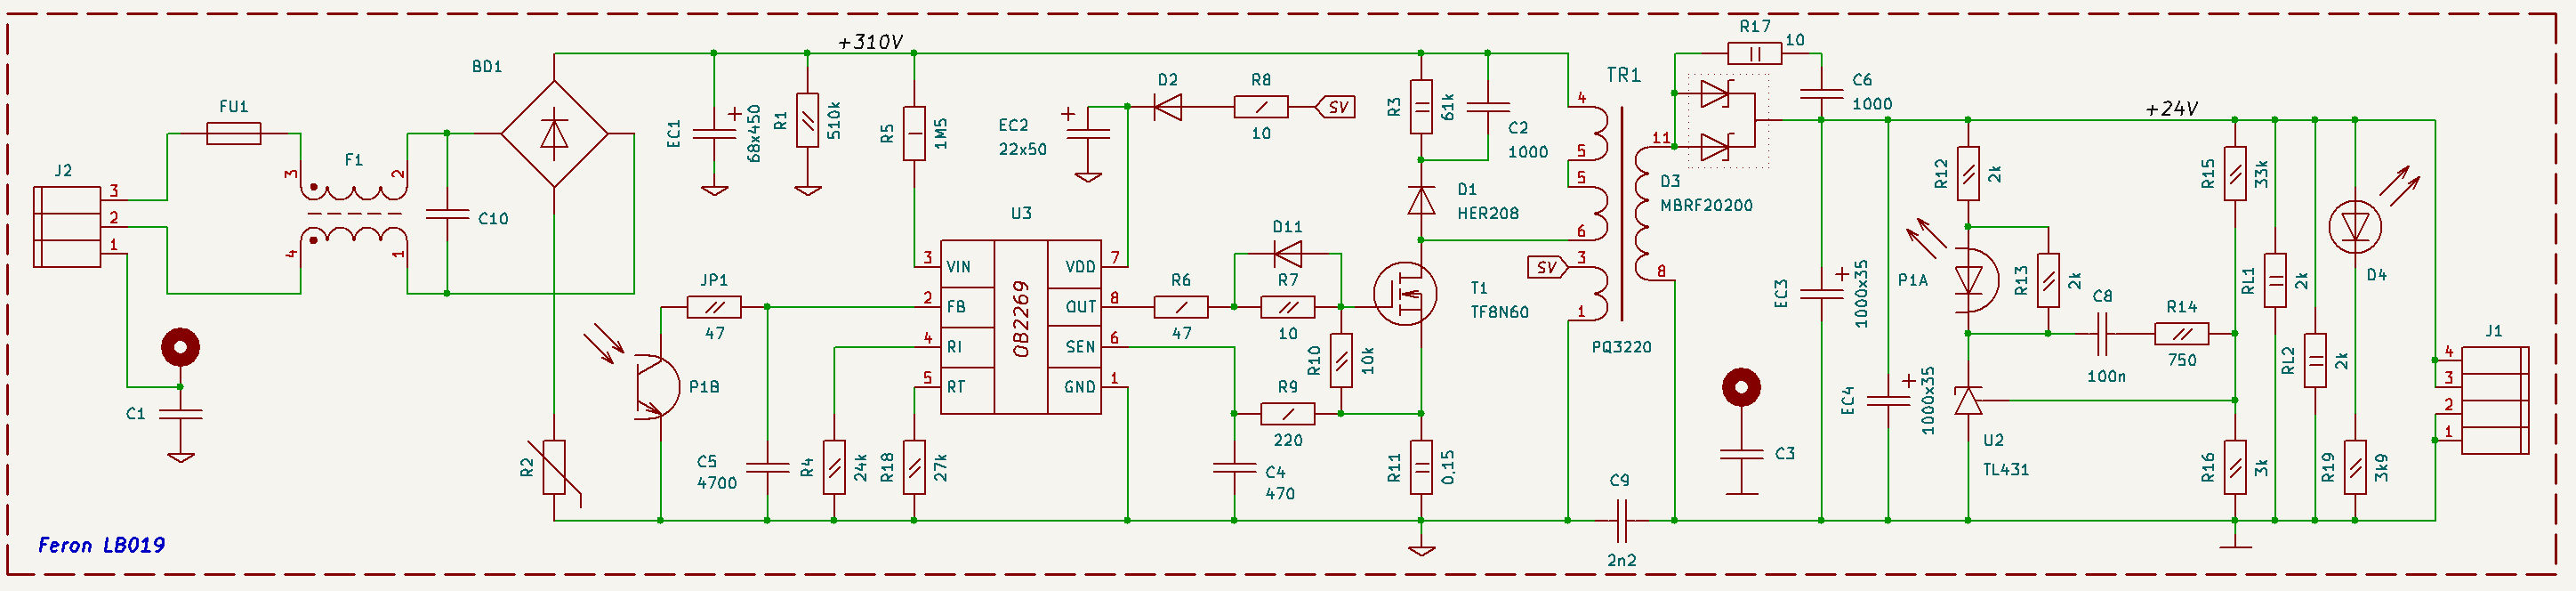 J2
3
2
1
C1
FU1
F1
3
2
4
1
C10
BD1
R2
+310V
EC1
68x450
R1
510k
R5
1M5
JP1
47
P1B
C5
4700
R4
24k
R18
27k
U3
OB2269
3 VIN
2 FB
4 RI
5 RT
VDD 7
OUT 8
SEN 6
GND 1
EC2
22x50
D2
R8
10
SV
R6
47
D11
R7
10
R10
10k
R9
220
C4
470
R3
61k
C2
1000
D1
HER208
T1
TF8N60
R11
0,15
TR1
4
5
5
6
SV
3
1
11
8
PQ3220
C9
2n2
R17
10
D3
MBRF20200
C6
1000
C3
EC3
1000x35
EC4
1000x35
+24V
R12
2k
P1A
R13
2k
C8
100n
R14
750
U2
TL431
R15
33k
R16
3k
RL1
2k
RL2
2k
D4
R19
3k9
J1
4
3
2
1
Feron LB019